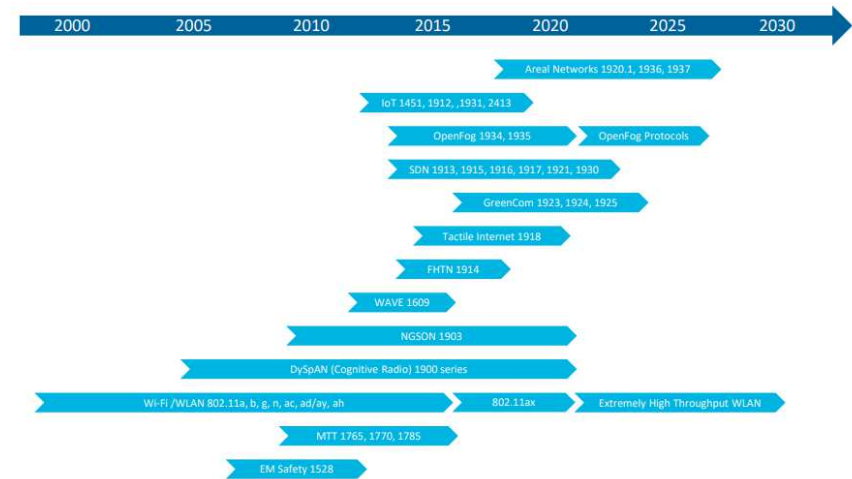 2000 2005 2010 2015 2020 2025 2030
Areal Networks 1920.1, 1936, 1937
IoT 1451, 1912, ,1931, 2413
OpenFog 1934, 1935 OpenFog Protocols
SDN 1913, 1915, 1916, 1917, 1921, 1930
GreenCom 1923, 1924, 1925
Tactile Internet 1918
FHTN 1914
WAVE 1609
NGSON 1903
DySpAN (Cognitive Radio) 1900 series
Wi-Fi /WLAN 802.11a, b, g, n, ac, ad/ay, ah 802.11ax Extremely High Throughput WLAN
MTT 1765, 1770, 1785
EM Safety 1528